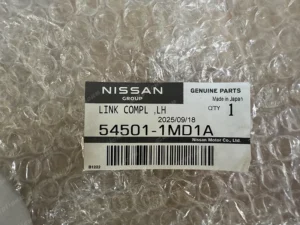 NISSAN GENUINE PARTS
GROUP Made in Japan
LINK COMPL ,LH QTY 1
2025/09/18
54501-1MD1A
Nissan Motor Co., Ltd.